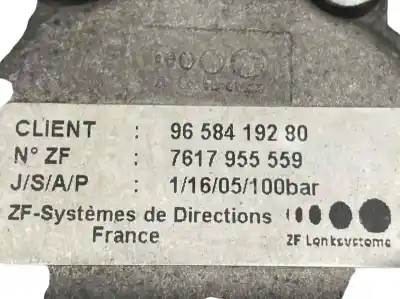 CLIENT : 96 584 192 80
N° ZF : 7617 955 559
J/S/A/P : 1/16/05/100bar
ZF-Systèmes de Directions
France
ZF Lenksysteme